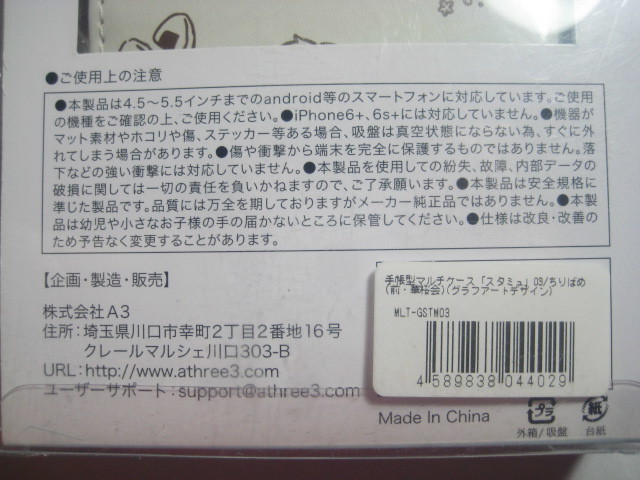 ●ご使用上の注意
●本製品は4.5〜5.5インチまでのandroid等のスマートフォンに対応しています。ご使用
の機種をご確認の上、ご使用ください。●iPhone6+、6s+には対応していません。●機器が
マット素材やホコリや傷、ステッカー等ある場合、吸盤は真空状態にならない為、すぐに外
れてしまう場合があります。●傷や衝撃から端末を完全に保護するものではありません。落
下などの強い衝撃には対応していません。●本製品を使用しての紛失、故障、内部データの
破損に関しては一切の責任を負いかねますので、ご了承願います。●本製品は安全規格に
準じた製品です。品質には万全を期しておりますがメーカー純正品ではありません。●本製
品は幼児や小さなお子様の手の届かないところに保管してください。●仕様は改良・改善の
ため予告なく変更することがあります。
【企画・製造・販売】
株式会社A3
住所：埼玉県川口市幸町2丁目2番地16号
クレールマルシェ川口303-B
URL：http://www.athree3.com
ユーザーサポート：support@athree3.com
手帳型マルチケース「スタミュ」03/ちりばめ
(前・華桜会)(グラフアートデザイン)
MLT-GSTM03
4 589838 044029
Made In China
プラ
外箱/吸盤
紙
台紙